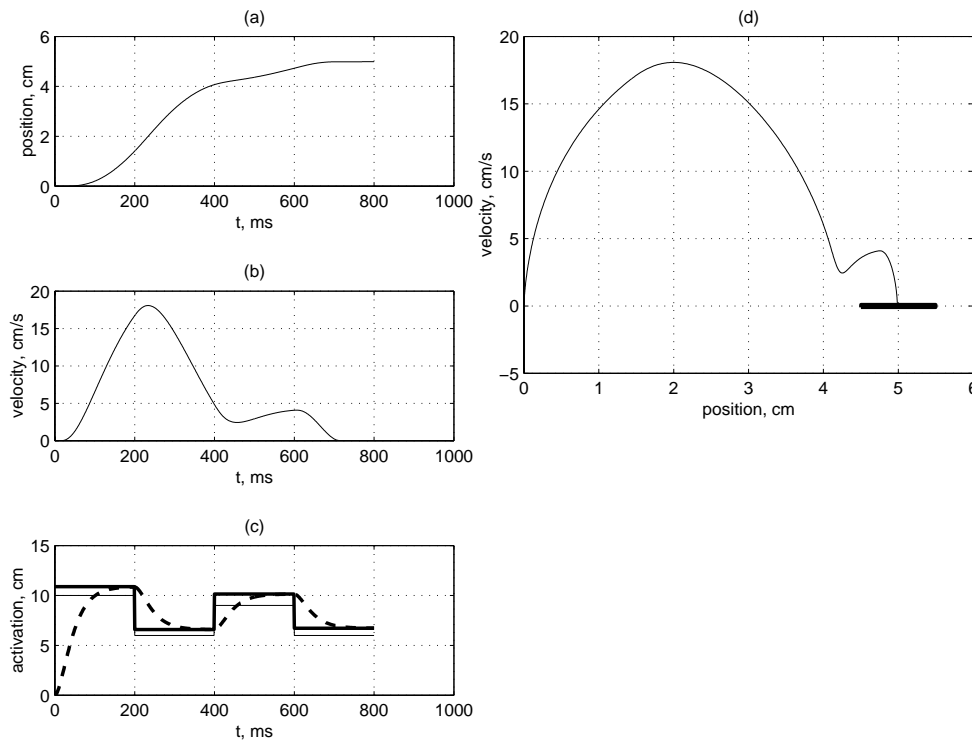 (a)
position, cm
6
4
2
0
0 200 400 600 800 1000
t, ms
(b)
velocity, cm/s
20
15
10
5
0
0 200 400 600 800 1000
t, ms
(c)
activation, cm
15
10
5
0
0 200 400 600 800 1000
t, ms
(d)
velocity, cm/s
20
15
10
5
0
−5
0 1 2 3 4 5 6
position, cm